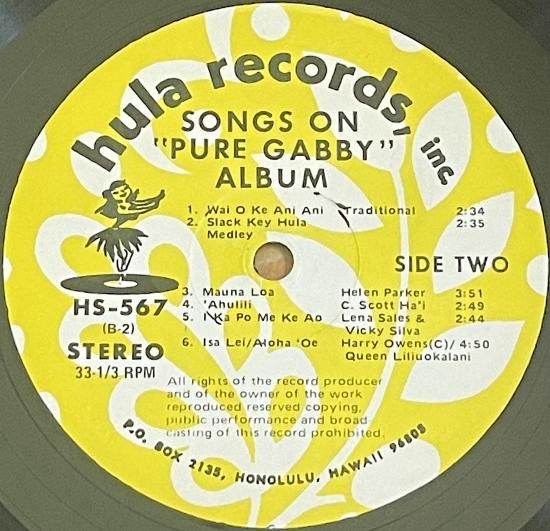 hula records, inc.
SONGS ON
"PURE GABBY"
ALBUM
1. Wai O Ke Ani Ani Traditional 2:34
2. Slack Key Hula 2:35
Medley
SIDE TWO
3. Mauna Loa Helen Parker 3:51
4. 'Ahulili C. Scott Ha'i 2:49
5. I Ka Po Me Ke Ao Lena Sales & 2:44
Vicky Silva
6. Isa Lei/Aloha 'Oe Harry Owens(C)/ 4:50
Queen Liliuokalani
HS-567
(B-2)
STEREO
33-1/3 RPM
All rights of the record producer
and of the owner of the work
reproduced reserved copying,
public performance and broad
casting of this record prohibited.
P.O. BOX 2135, HONOLULU, HAWAII 96805